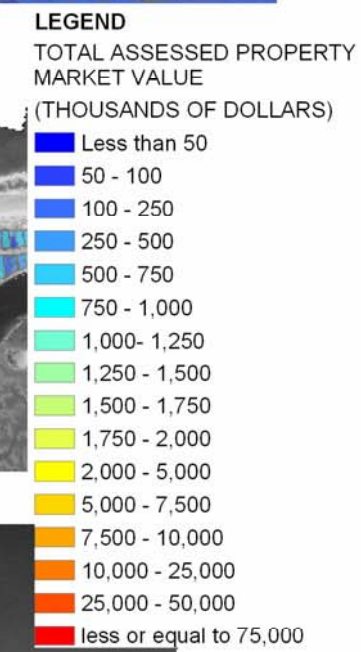 LEGEND
TOTAL ASSESSED PROPERTY
MARKET VALUE
(THOUSANDS OF DOLLARS)
Less than 50
50 - 100
100 - 250
250 - 500
500 - 750
750 - 1,000
1,000- 1,250
1,250 - 1,500
1,500 - 1,750
1,750 - 2,000
2,000 - 5,000
5,000 - 7,500
7,500 - 10,000
10,000 - 25,000
25,000 - 50,000
less or equal to 75,000